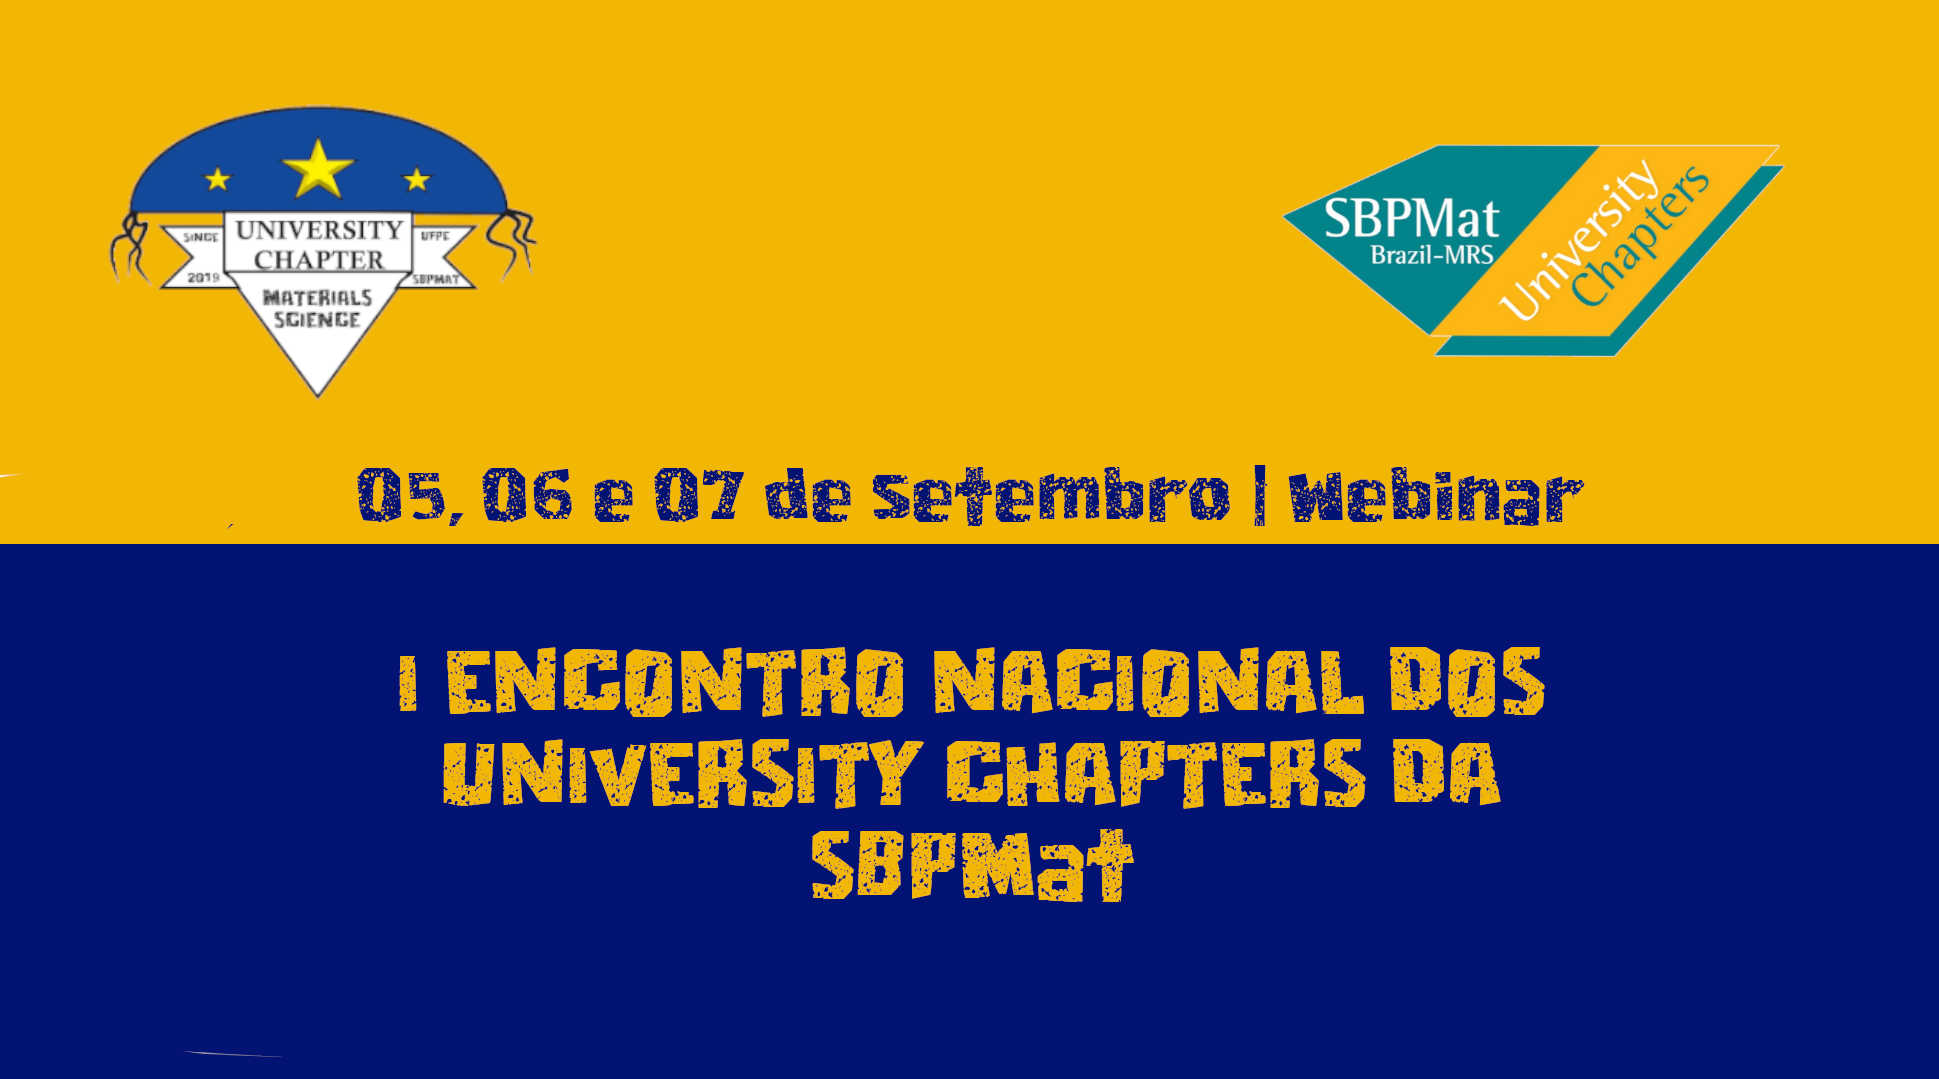 UNIVERSITY
CHAPTER
SINCE
2019
UFPE
SBPMAT
MATERIALS
SCIENCE
SBPMat
Brazil-MRS
University
Chapters
05, 06 e 07 de setembro | Webinar
I ENCONTRO NACIONAL DOS
UNIVERSITY CHAPTERS DA
SBPMat